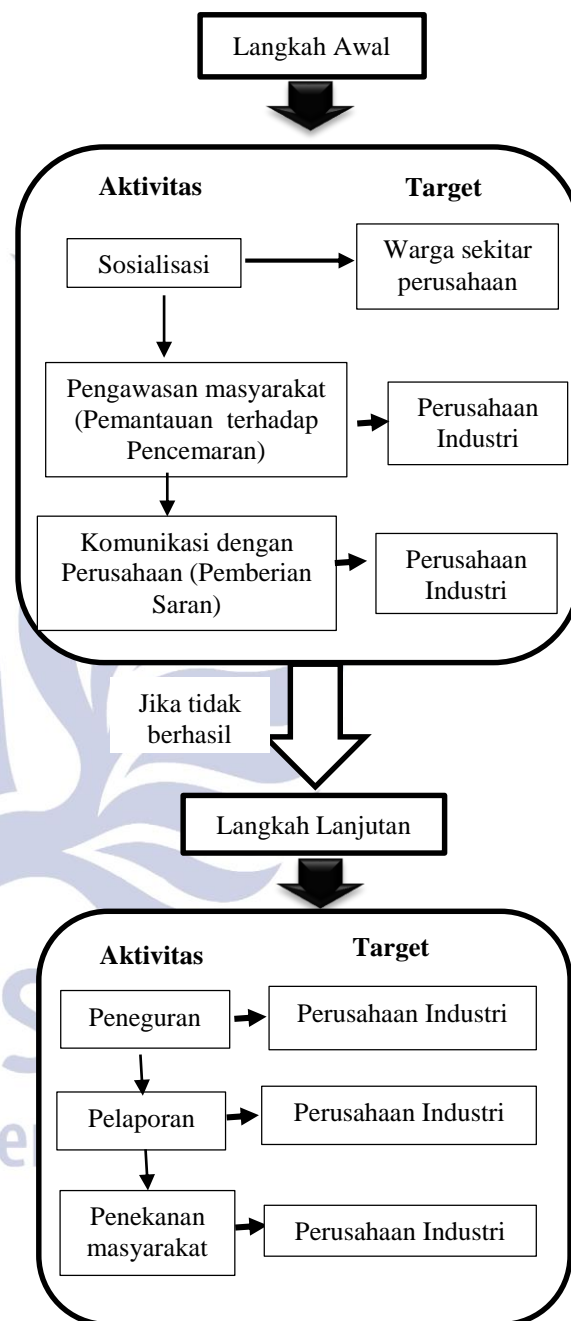 Langkah Awal
Aktivitas Target
Sosialisasi
Warga sekitar
perusahaan
Pengawasan masyarakat
(Pemantauan terhadap
Pencemaran)
Perusahaan
Industri
Komunikasi dengan
Perusahaan (Pemberian
Saran)
Perusahaan
Industri
Jika tidak
berhasil
Langkah Lanjutan
Aktivitas Target
Peneguran
Perusahaan Industri
Pelaporan
Perusahaan Industri
Penekanan
masyarakat
Perusahaan Industri